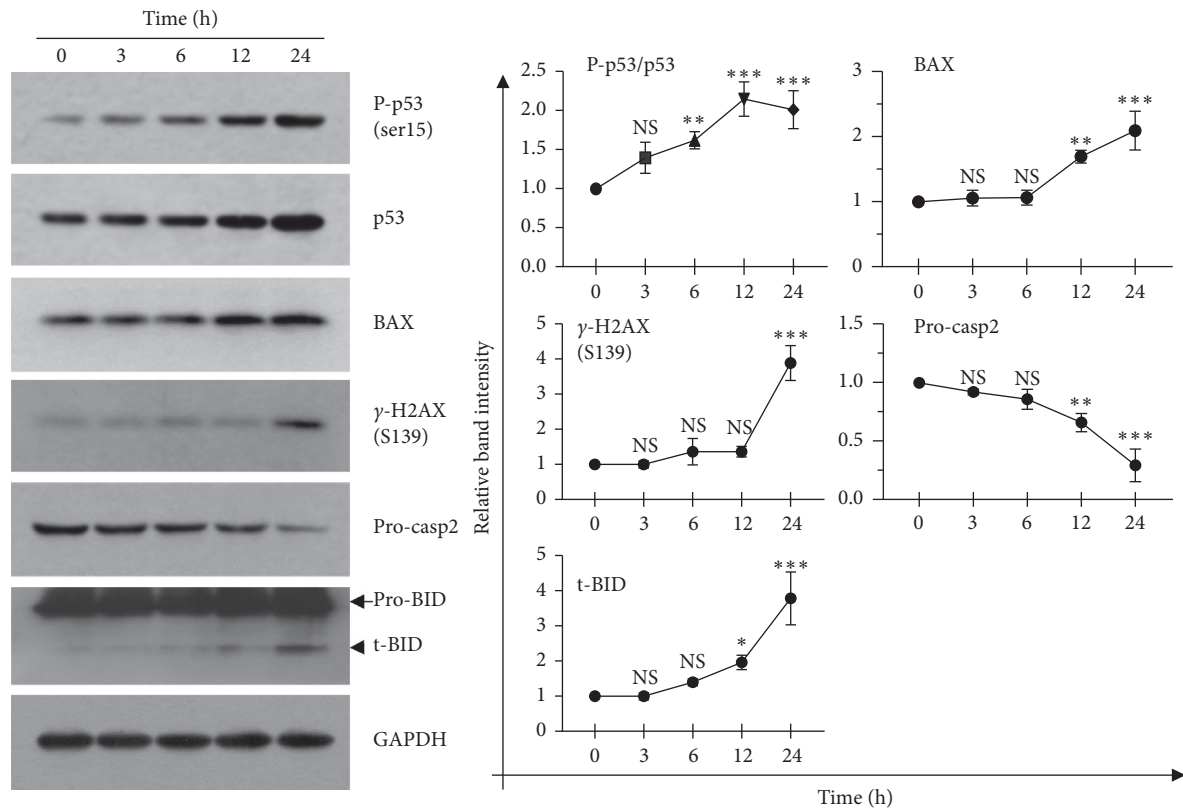 Time (h)
0 3 6 12 24
P-p53
(ser15)
p53
BAX
γ-H2AX
(S139)
Pro-casp2
Pro-BID
t-BID
GAPDH
Relative band intensity
P-p53/p53
2.5
2.0
1.5
1.0
0.5
0.0
NS ** *** ***
0 3 6 12 24
BAX
3
2
1
0
NS NS ** ***
0 3 6 12 24
γ-H2AX
(S139)
5
4
3
2
1
0
NS NS NS ***
0 3 6 12 24
Pro-casp2
1.5
1.0
0.5
0.0
NS NS ** ***
0 3 6 12 24
t-BID
5
4
3
2
1
0
NS NS * ***
0 3 6 12 24
Time (h)